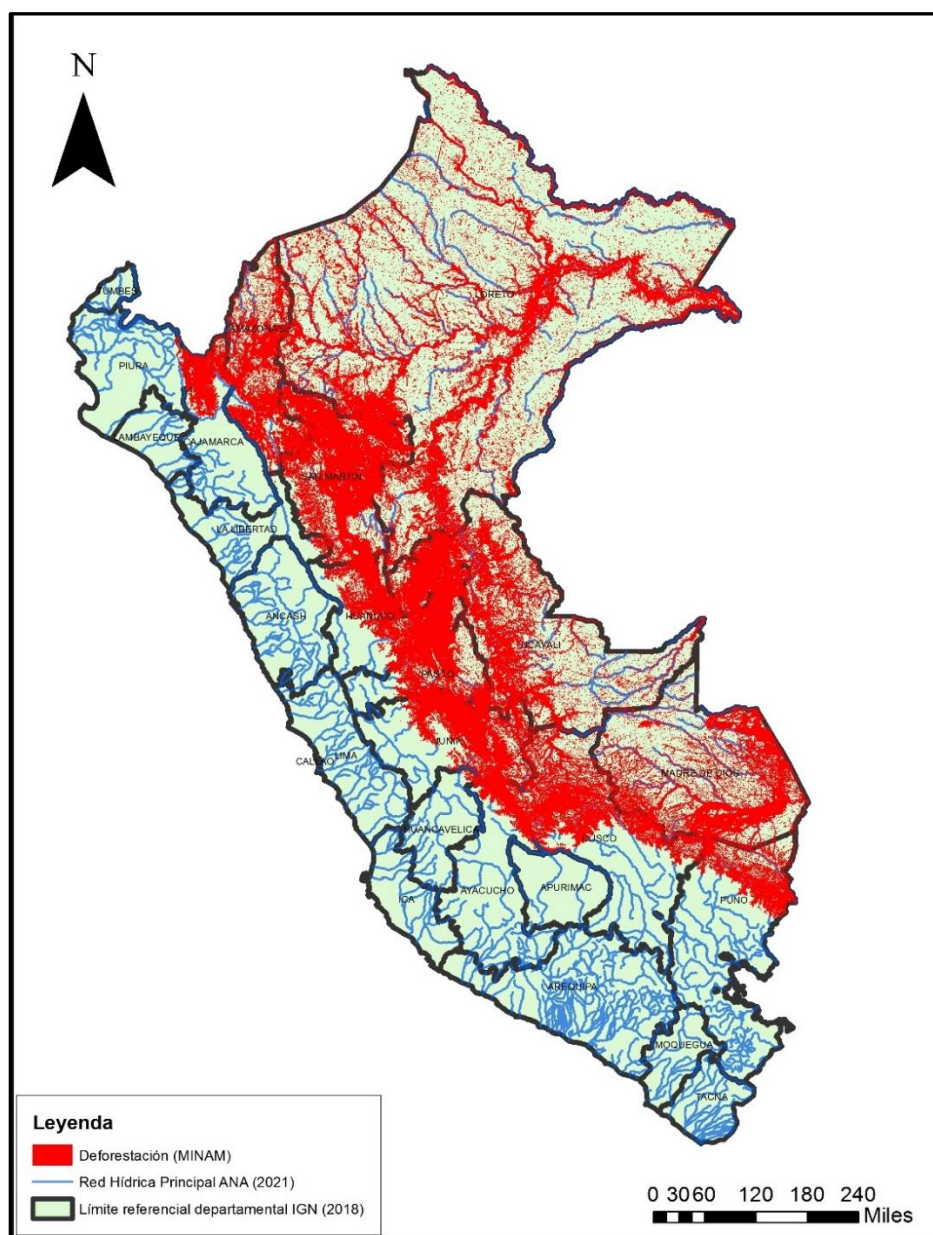 N
TUMBES
LORETO
AMAZONAS
PIURA
LAMBAYEQUE
CAJAMARCA
SAN MARTIN
LA LIBERTAD
ANCASH
HUANUCO
UCAYALI
PASCO
JUNIN
LIMA
CALLAO
MADRE DE DIOS
HUANCAVELICA
CUSCO
ICA
AYACUCHO
APURIMAC
PUNO
AREQUIPA
MOQUEGUA
TACNA
Leyenda
Deforestación (MINAM)
Red Hídrica Principal ANA (2021)
Límite referencial departamental IGN (2018)
0 30 60 120 180 240
Miles